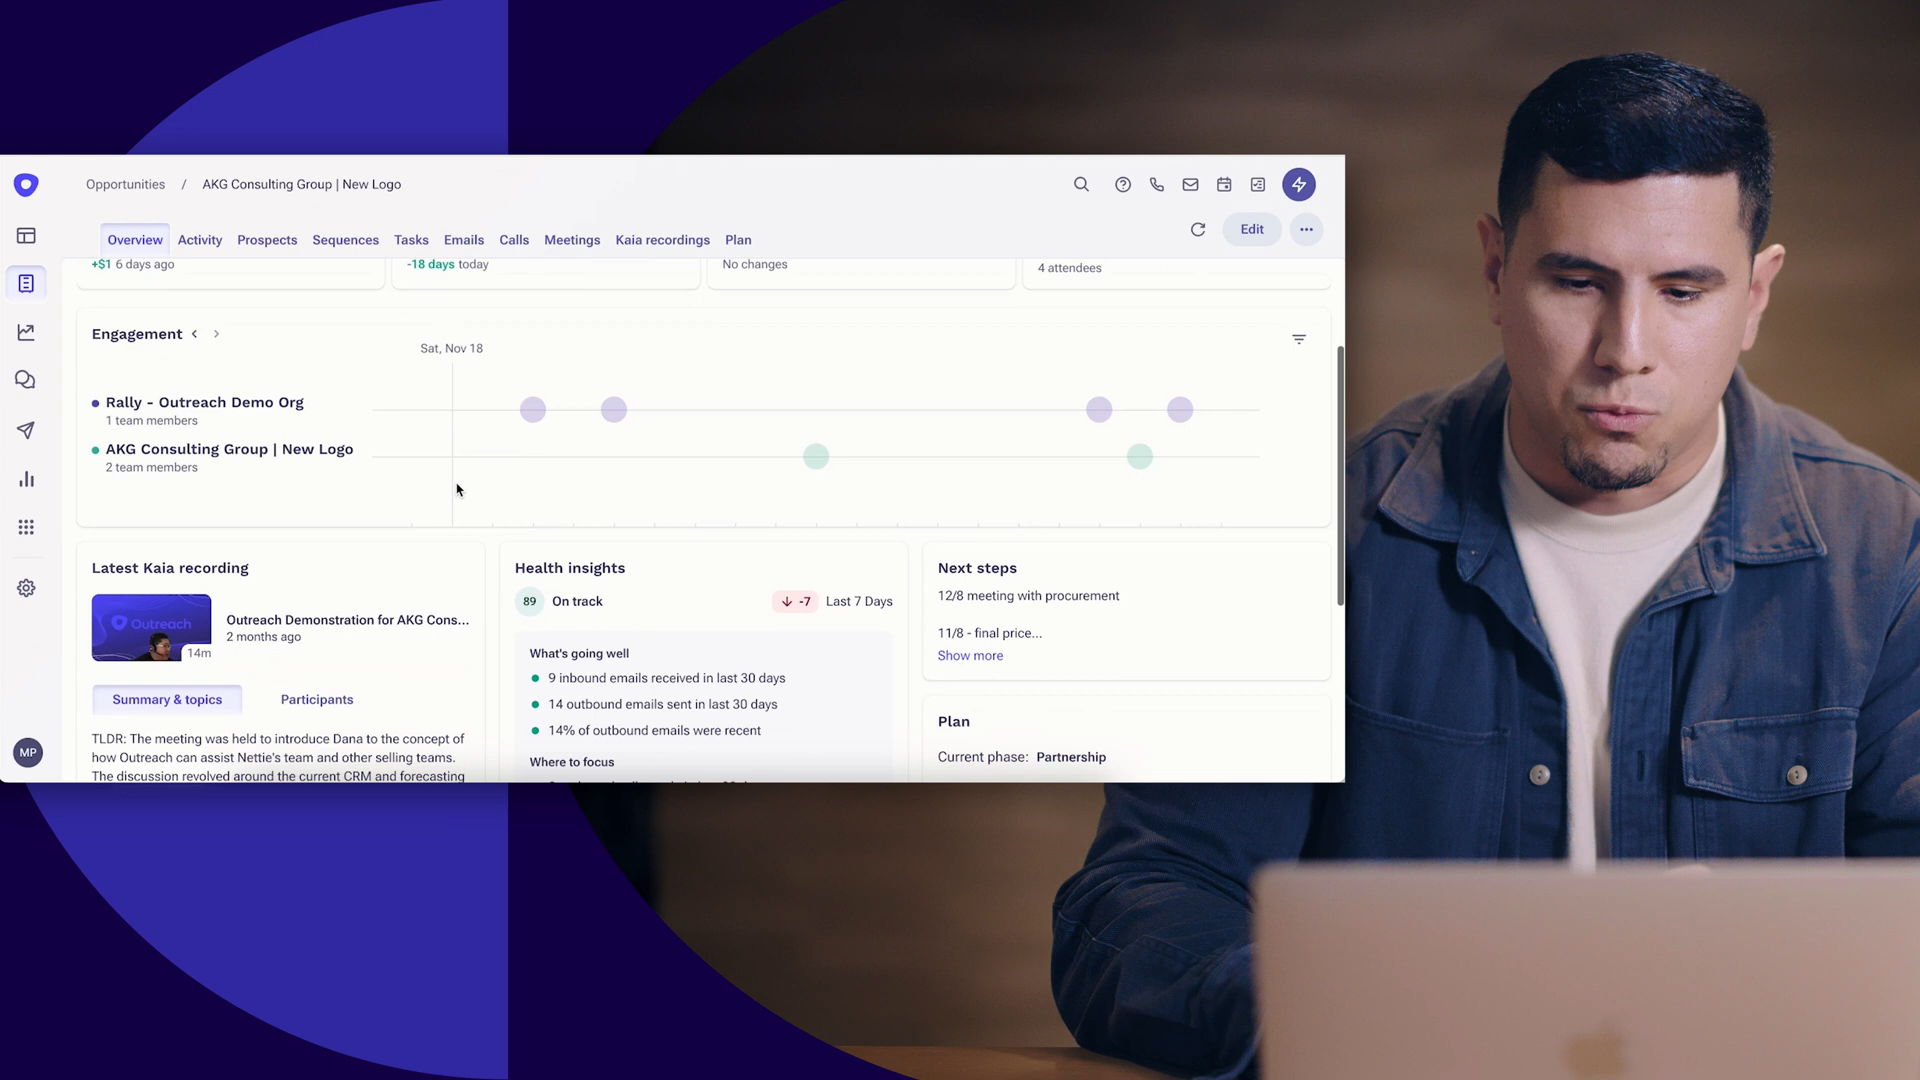 Opportunities / AKG Consulting Group | New Logo
Overview Activity Prospects Sequences Tasks Emails Calls Meetings Kaia recordings Plan
Edit
+$1 6 days ago
-18 days today
No changes
4 attendees
Engagement
Sat, Nov 18
Rally - Outreach Demo Org
1 team members
AKG Consulting Group | New Logo
2 team members
Latest Kaia recording
Outreach
14m
Outreach Demonstration for AKG Cons...
2 months ago
Summary & topics Participants
TLDR: The meeting was held to introduce Dana to the concept of
how Outreach can assist Nettie's team and other selling teams.
The discussion revolved around the current CRM and forecasting
Health insights
89 On track -7 Last 7 Days
What's going well
9 inbound emails received in last 30 days
14 outbound emails sent in last 30 days
14% of outbound emails were recent
Where to focus
Next steps
12/8 meeting with procurement
11/8 - final price...
Show more
Plan
Current phase: Partnership
MP